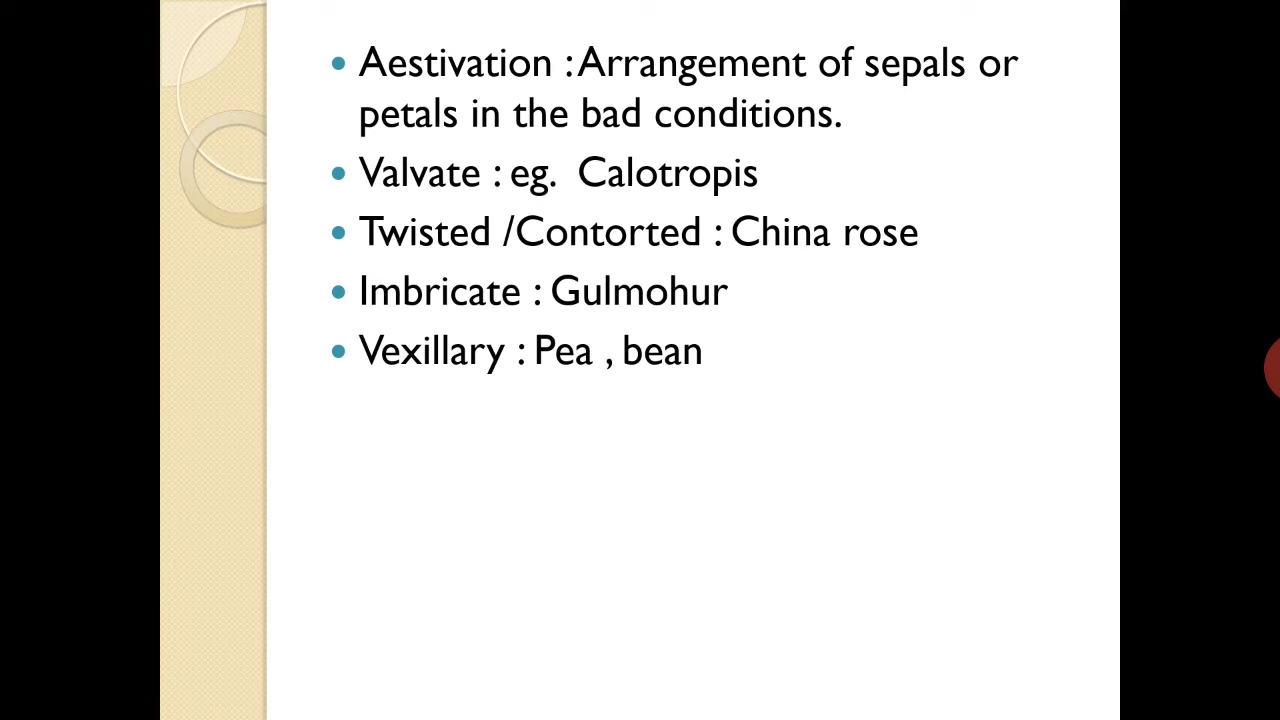 Aestivation : Arrangement of sepals or
petals in the bad conditions.
Valvate : eg. Calotropis
Twisted /Contorted : China rose
Imbricate : Gulmohur
Vexillary : Pea , bean